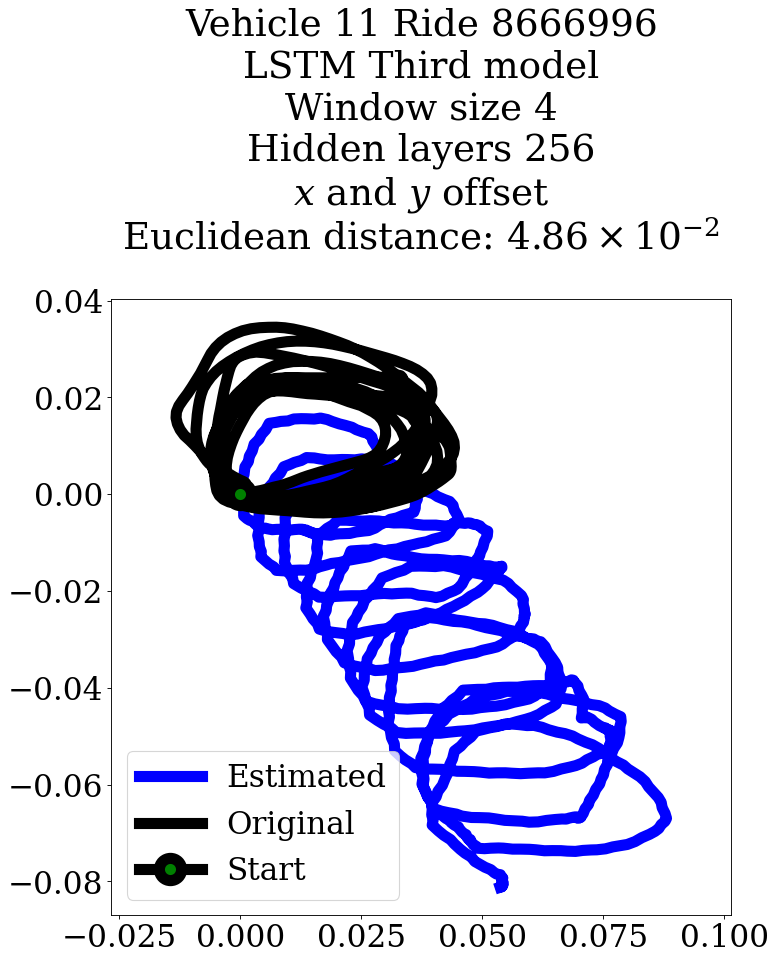 Vehicle 11 Ride 8666996
LSTM Third model
Window size 4
Hidden layers 256
x and y offset
Euclidean distance: 4.86 × 10⁻²
0.04
0.02
0.00
−0.02
−0.04
−0.06
−0.08
Estimated
Original
Start
−0.025 0.000 0.025 0.050 0.075 0.100